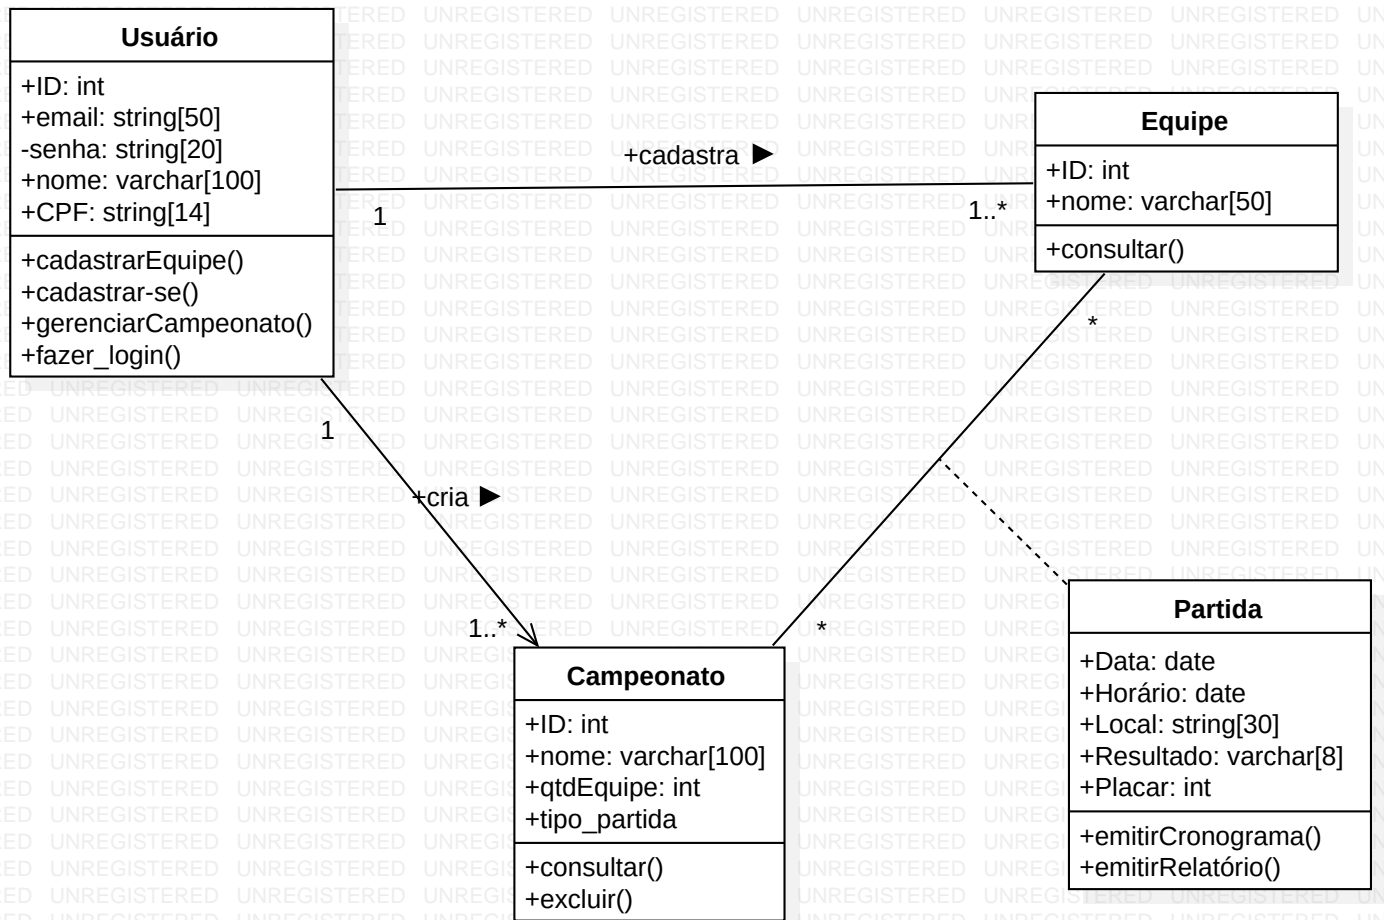 Usuário
+ID: int
+email: string[50]
-senha: string[20]
+nome: varchar[100]
+CPF: string[14]
+cadastrarEquipe()
+cadastrar-se()
+gerenciarCampeonato()
+fazer_login()
+cadastra ►
1
1..*
Equipe
+ID: int
+nome: varchar[50]
+consultar()
*
1
+cria ►
1..*
*
Campeonato
+ID: int
+nome: varchar[100]
+qtdEquipe: int
+tipo_partida
+consultar()
+excluir()
Partida
+Data: date
+Horário: date
+Local: string[30]
+Resultado: varchar[8]
+Placar: int
+emitirCronograma()
+emitirRelatório()
UNREGISTERED